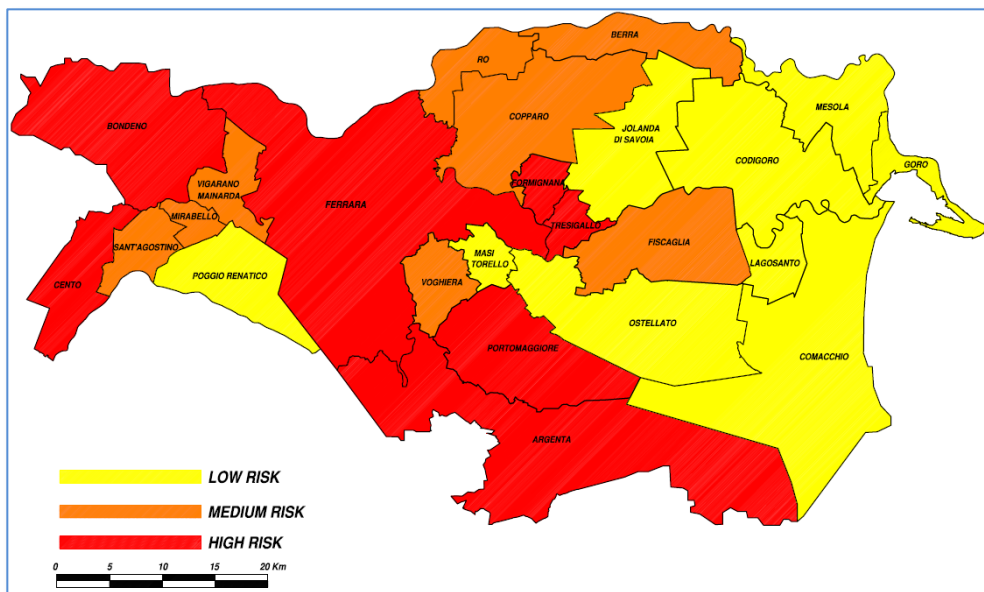 BERRA
RO
MESOLA
COPPARO
BONDENO
JOLANDA
DI SAVOIA
CODIGORO
GORO
FORMIGNANA
VIGARANO
MAINARDA
FERRARA
MIRABELLO
TRESIGALLO
SANT'AGOSTINO
FISCAGLIA
MASI
TORELLO
LAGOSANTO
POGGIO RENATICO
VOGHIERA
CENTO
OSTELLATO
PORTOMAGGIORE
COMACCHIO
ARGENTA
LOW RISK
MEDIUM RISK
HIGH RISK
0 5 10 15 20 Km